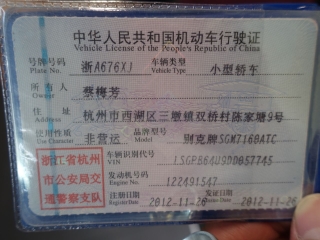 中华人民共和国机动车行驶证
Vehicle License of the People's Republic of China
号牌号码 浙A676XJ 车辆类型 小型轿车
Plate No. Vehicle Type
所有人 蔡梅芳
Owner
住址 杭州市西湖区三墩镇双桥村陈家塘9号
Address
使用性质 非营运 品牌型号 别克牌SGM716BATC
Use Character Model
浙江省杭州
市公安局交
通警察支队
车辆识别代号
VIN
发动机号码 122491547
Engine No.
注册日期 2012-11-26 发证日期 2012-11-26
Register Date Issue Date